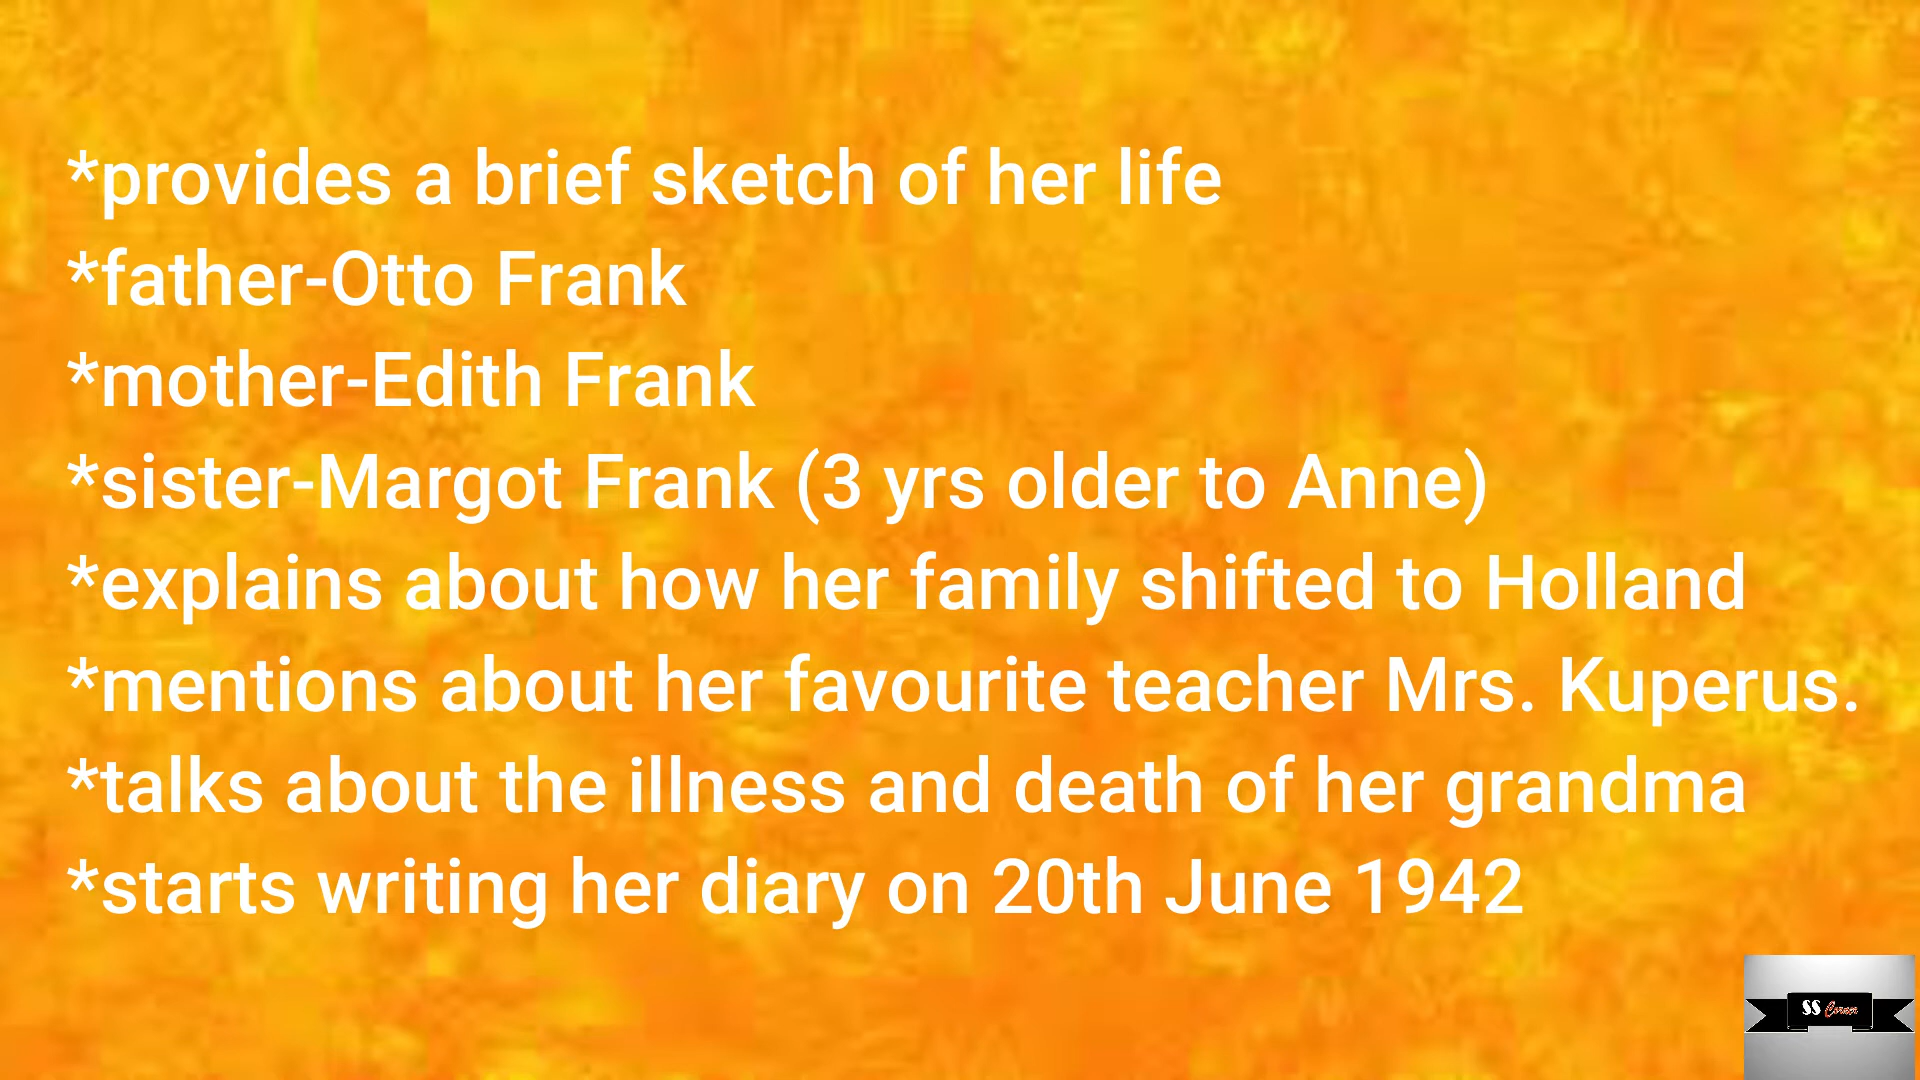 *provides a brief sketch of her life
*father-Otto Frank
*mother-Edith Frank
*sister-Margot Frank (3 yrs older to Anne)
*explains about how her family shifted to Holland
*mentions about her favourite teacher Mrs. Kuperus.
*talks about the illness and death of her grandma
*starts writing her diary on 20th June 1942
SS Corner